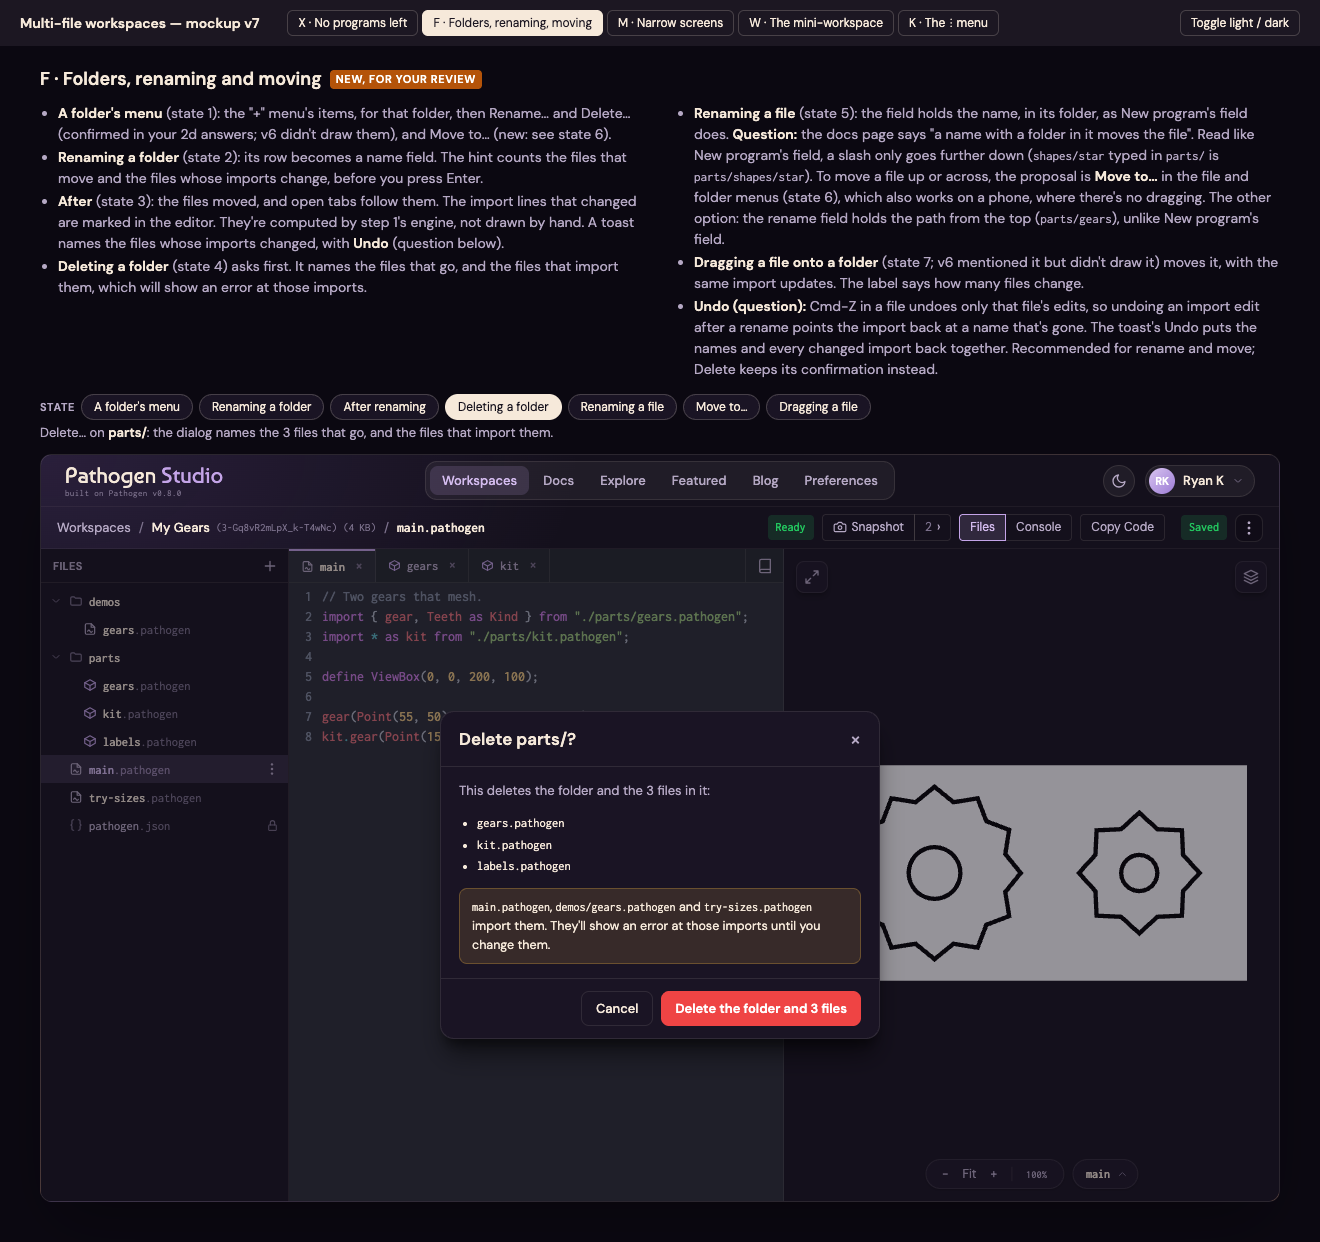 Multi-file workspaces — mockup v7
X · No programs left
F · Folders, renaming, moving
M · Narrow screens
W · The mini-workspace
K · The ⋮ menu
Toggle light / dark
F · Folders, renaming and moving
NEW, FOR YOUR REVIEW
• A folder's menu (state 1): the "+" menu's items, for that folder, then Rename… and Delete…
(confirmed in your 2d answers; v6 didn't draw them), and Move to… (new: see state 6).
• Renaming a folder (state 2): its row becomes a name field. The hint counts the files that
move and the files whose imports change, before you press Enter.
• After (state 3): the files moved, and open tabs follow them. The import lines that changed
are marked in the editor. They're computed by step 1's engine, not drawn by hand. A toast
names the files whose imports changed, with Undo (question below).
• Deleting a folder (state 4) asks first. It names the files that go, and the files that import
them, which will show an error at those imports.
• Renaming a file (state 5): the field holds the name, in its folder, as New program's field
does. Question: the docs page says "a name with a folder in it moves the file". Read like
New program's field, a slash only goes further down (shapes/star typed in parts/ is
parts/shapes/star). To move a file up or across, the proposal is Move to… in the file and
folder menus (state 6), which also works on a phone, where there's no dragging. The other
option: the rename field holds the path from the top (parts/gears), unlike New program's
field.
• Dragging a file onto a folder (state 7; v6 mentioned it but didn't draw it) moves it, with the
same import updates. The label says how many files change.
• Undo (question): Cmd-Z in a file undoes only that file's edits, so undoing an import edit
after a rename points the import back at a name that's gone. The toast's Undo puts the
names and every changed import back together. Recommended for rename and move;
Delete keeps its confirmation instead.
STATE
A folder's menu
Renaming a folder
After renaming
Deleting a folder
Renaming a file
Move to…
Dragging a file
Delete… on parts/: the dialog names the 3 files that go, and the files that import them.
Pathogen Studio
built on Pathogen v0.8.0
Workspaces
Docs
Explore
Featured
Blog
Preferences
RK
Ryan K
Workspaces / My Gears (3-Gq8vR2mLpX_k-T4wNc) (4 KB) / main.pathogen
Ready
Snapshot
2 ›
Files
Console
Copy Code
Saved
FILES
demos
gears.pathogen
parts
gears.pathogen
kit.pathogen
labels.pathogen
main.pathogen
try-sizes.pathogen
{ } pathogen.json
main ×
gears ×
kit ×
1 // Two gears that mesh.
2 import { gear, Teeth as Kind } from "./parts/gears.pathogen";
3 import * as kit from "./parts/kit.pathogen";
4
5 define ViewBox(0, 0, 200, 100);
6
7 gear(Point(55, 50)
8 kit.gear(Point(15
Delete parts/?
×
This deletes the folder and the 3 files in it:
• gears.pathogen
• kit.pathogen
• labels.pathogen
main.pathogen, demos/gears.pathogen and try-sizes.pathogen
import them. They'll show an error at those imports until you
change them.
Cancel
Delete the folder and 3 files
− Fit + 100%
main